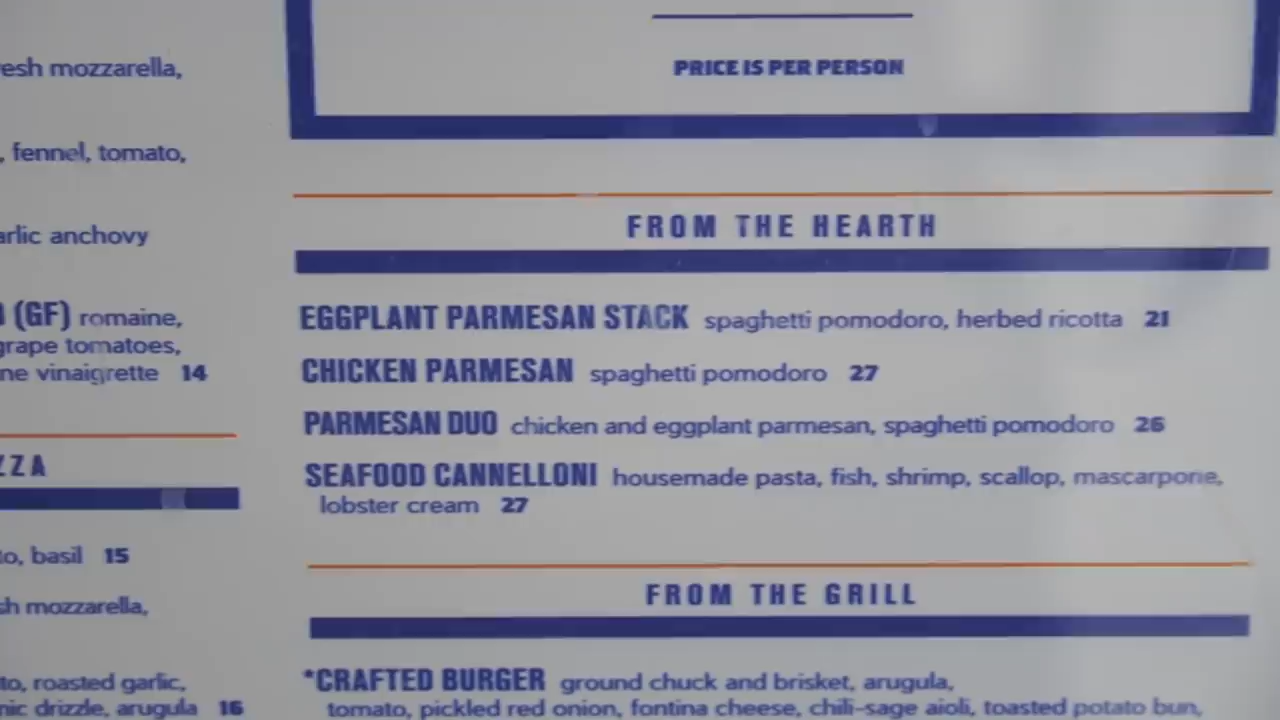 esh mozzarella,
, fennel, tomato,
arlic anchovy
(GF) romaine,
grape tomatoes,
ne vinaigrette 14
ZZA
to, basil 15
sh mozzarella,
to, roasted garlic,
nic drizzle, arugula 16
PRICE IS PER PERSON
FROM THE HEARTH
EGGPLANT PARMESAN STACK spaghetti pomodoro, herbed ricotta 21
CHICKEN PARMESAN spaghetti pomodoro 27
PARMESAN DUO chicken and eggplant parmesan, spaghetti pomodoro 26
SEAFOOD CANNELLONI housemade pasta, fish, shrimp, scallop, mascarpone,
lobster cream 27
FROM THE GRILL
*CRAFTED BURGER ground chuck and brisket, arugula,
tomato, pickled red onion, fontina cheese, chili-sage aioli, toasted potato bun,